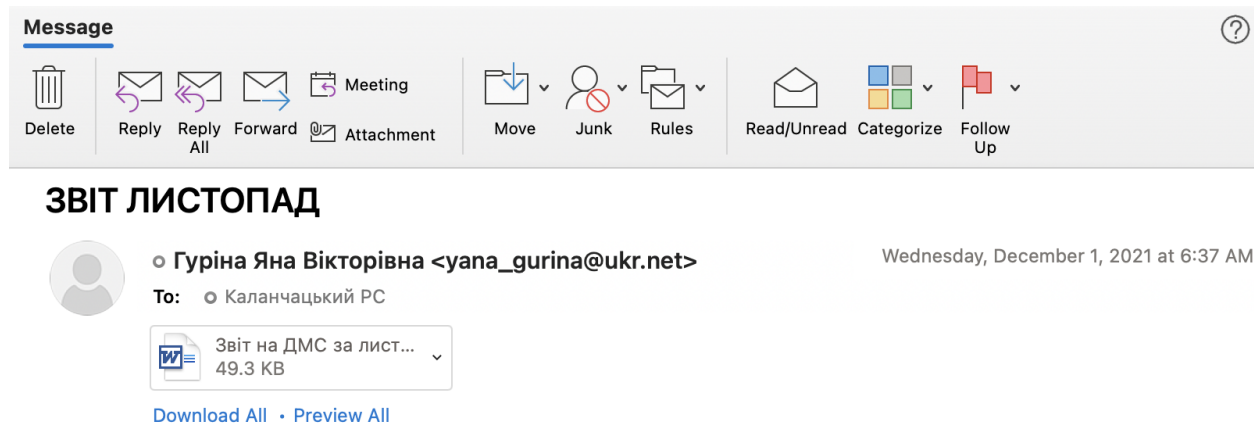 Message
Delete
Reply
Reply All
Forward
Meeting
Attachment
Move
Junk
Rules
Read/Unread
Categorize
Follow Up
ЗВІТ ЛИСТОПАД
Гуріна Яна Вікторівна <yana_gurina@ukr.net>
Wednesday, December 1, 2021 at 6:37 AM
To: Каланчацький РС
W
Звіт на ДМС за лист...
49.3 KB
Download All • Preview All